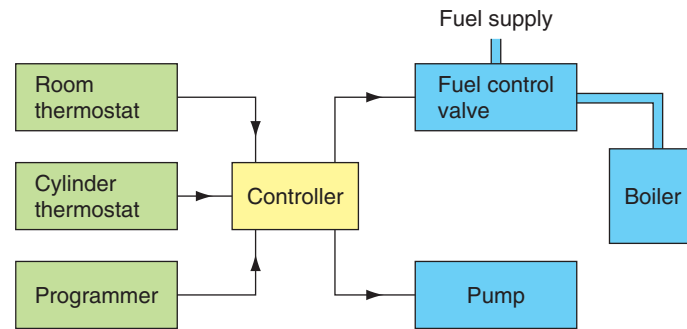 Fuel supply
Room
thermostat
Fuel control
valve
Cylinder
thermostat
Controller
Boiler
Programmer
Pump